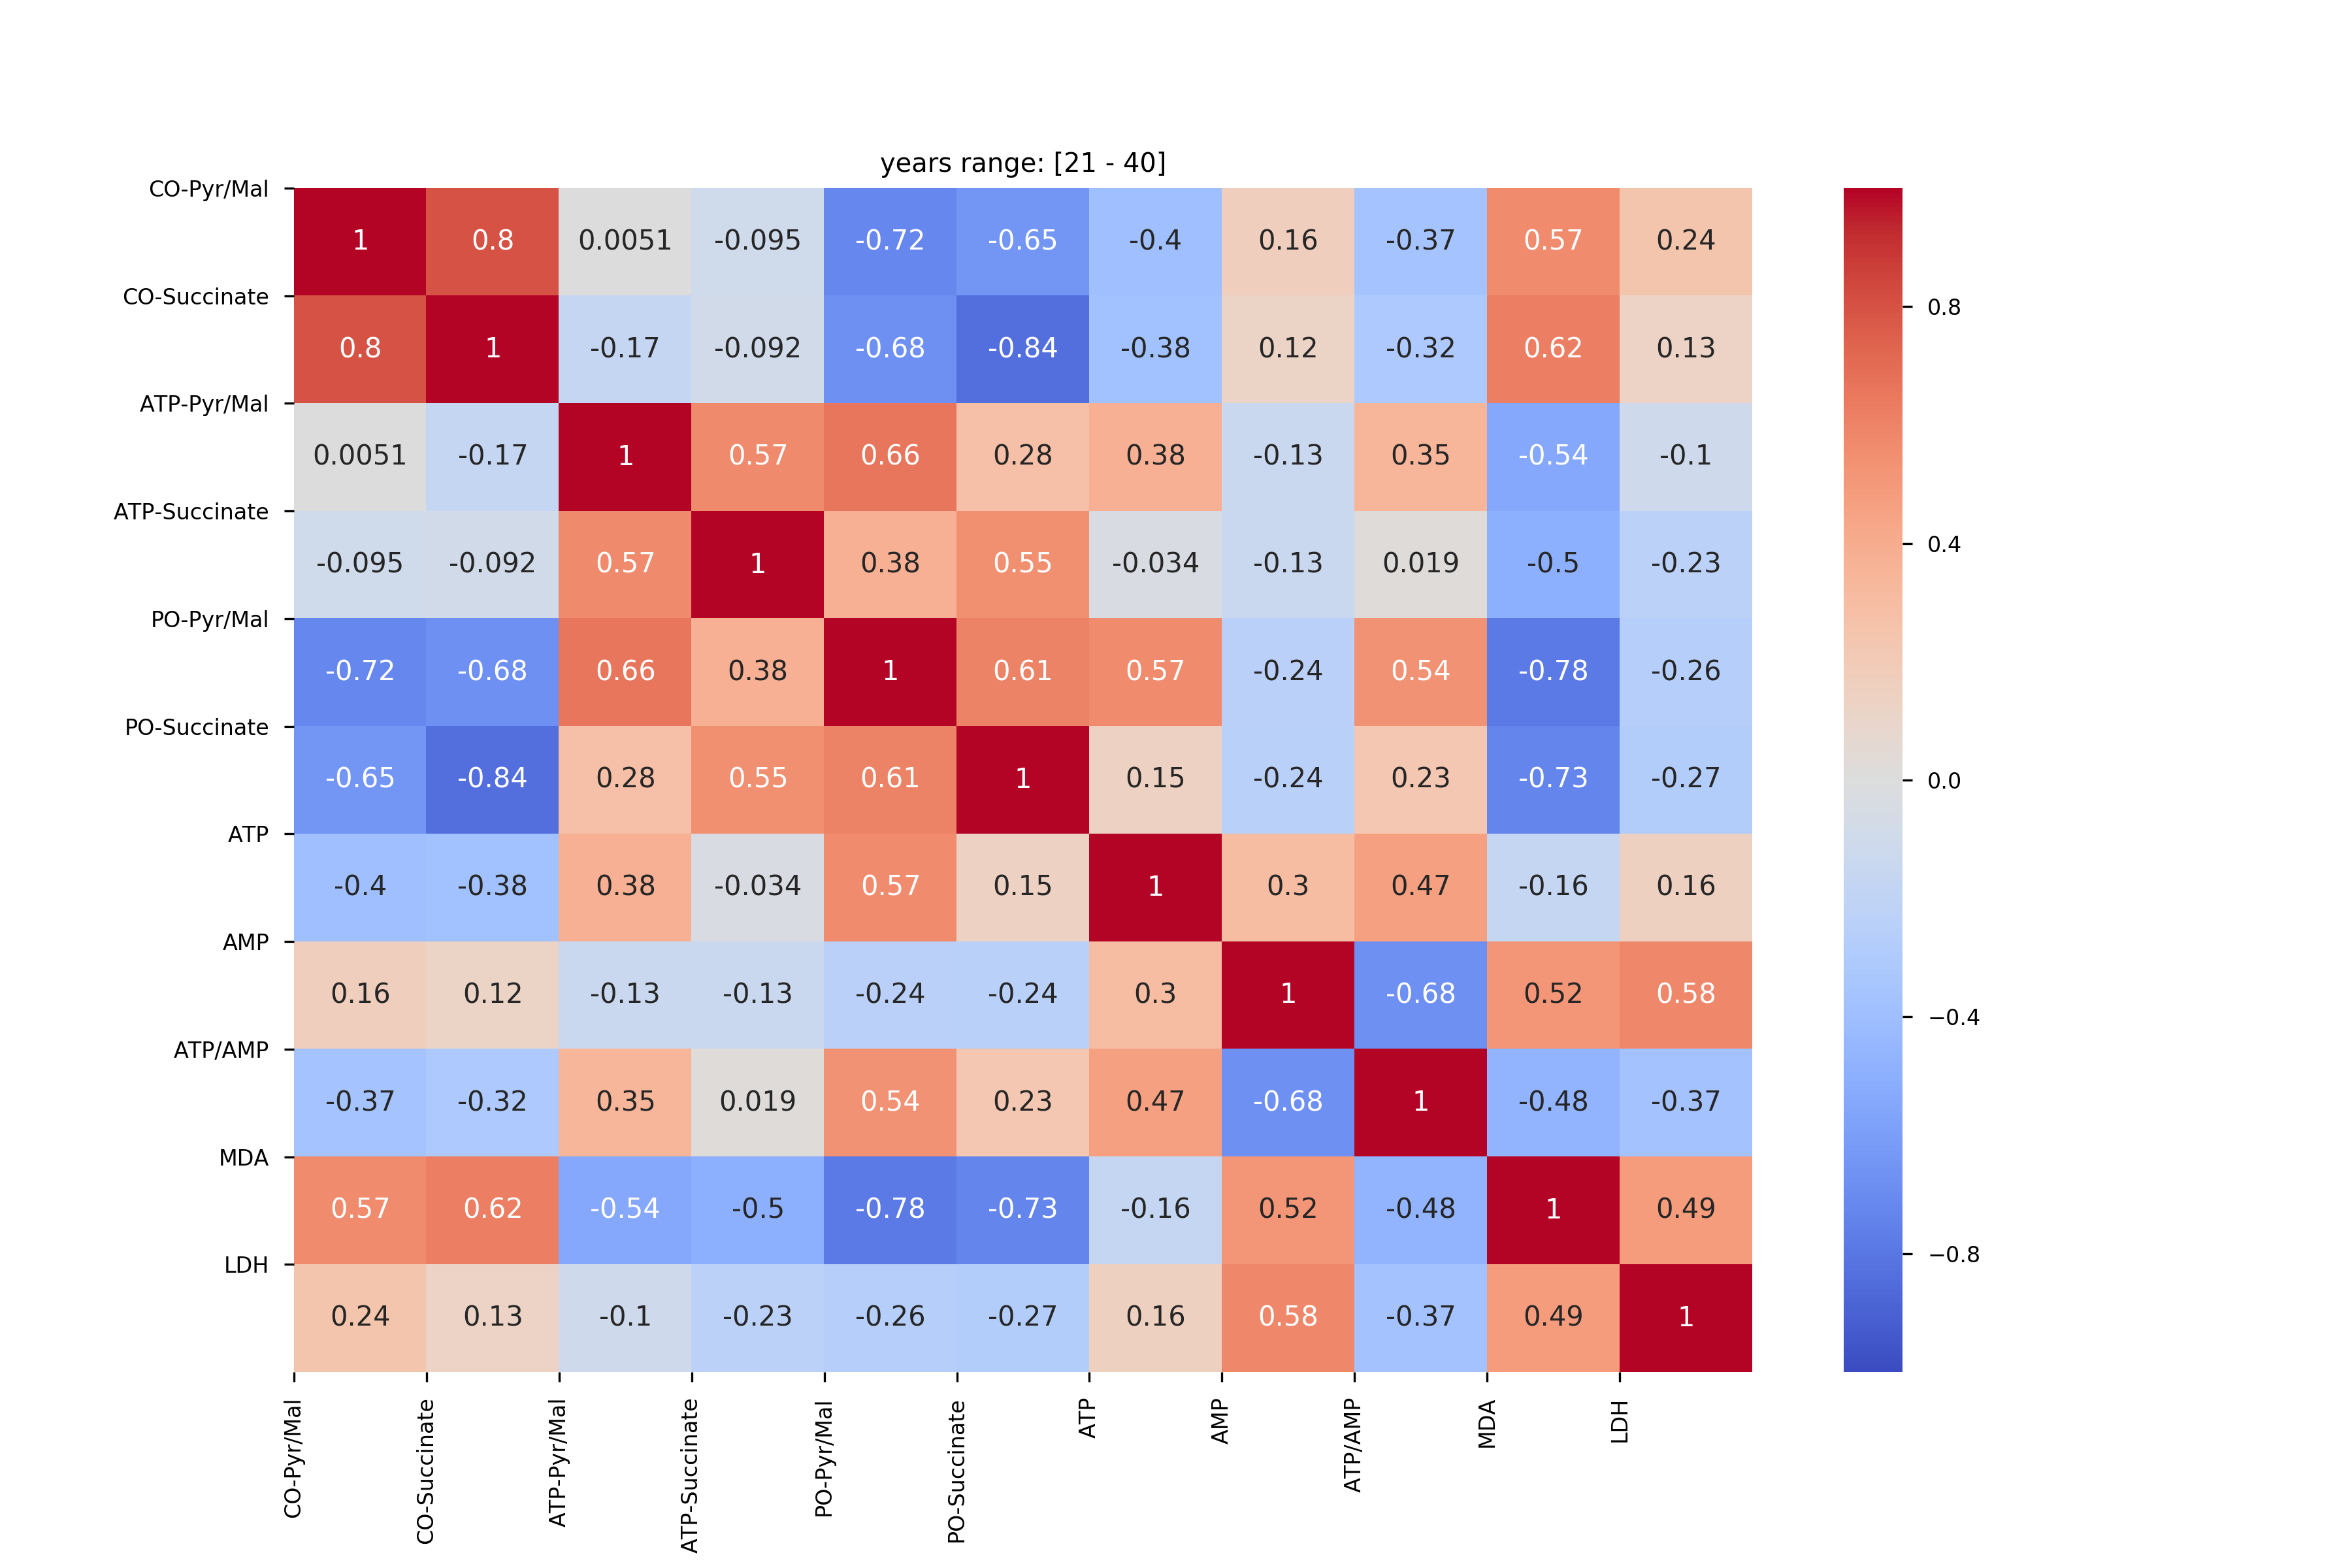 years range: [21 - 40]
CO-Pyr/Mal
1 0.8 0.0051 -0.095 -0.72 -0.65 -0.4 0.16 -0.37 0.57 0.24
CO-Succinate
0.8 1 -0.17 -0.092 -0.68 -0.84 -0.38 0.12 -0.32 0.62 0.13
ATP-Pyr/Mal
0.0051 -0.17 1 0.57 0.66 0.28 0.38 -0.13 0.35 -0.54 -0.1
ATP-Succinate
-0.095 -0.092 0.57 1 0.38 0.55 -0.034 -0.13 0.019 -0.5 -0.23
PO-Pyr/Mal
-0.72 -0.68 0.66 0.38 1 0.61 0.57 -0.24 0.54 -0.78 -0.26
PO-Succinate
-0.65 -0.84 0.28 0.55 0.61 1 0.15 -0.24 0.23 -0.73 -0.27
ATP
-0.4 -0.38 0.38 -0.034 0.57 0.15 1 0.3 0.47 -0.16 0.16
AMP
0.16 0.12 -0.13 -0.13 -0.24 -0.24 0.3 1 -0.68 0.52 0.58
ATP/AMP
-0.37 -0.32 0.35 0.019 0.54 0.23 0.47 -0.68 1 -0.48 -0.37
MDA
0.57 0.62 -0.54 -0.5 -0.78 -0.73 -0.16 0.52 -0.48 1 0.49
LDH
0.24 0.13 -0.1 -0.23 -0.26 -0.27 0.16 0.58 -0.37 0.49 1
CO-Pyr/Mal
CO-Succinate
ATP-Pyr/Mal
ATP-Succinate
PO-Pyr/Mal
PO-Succinate
ATP
AMP
ATP/AMP
MDA
LDH
0.8
0.4
0.0
−0.4
−0.8